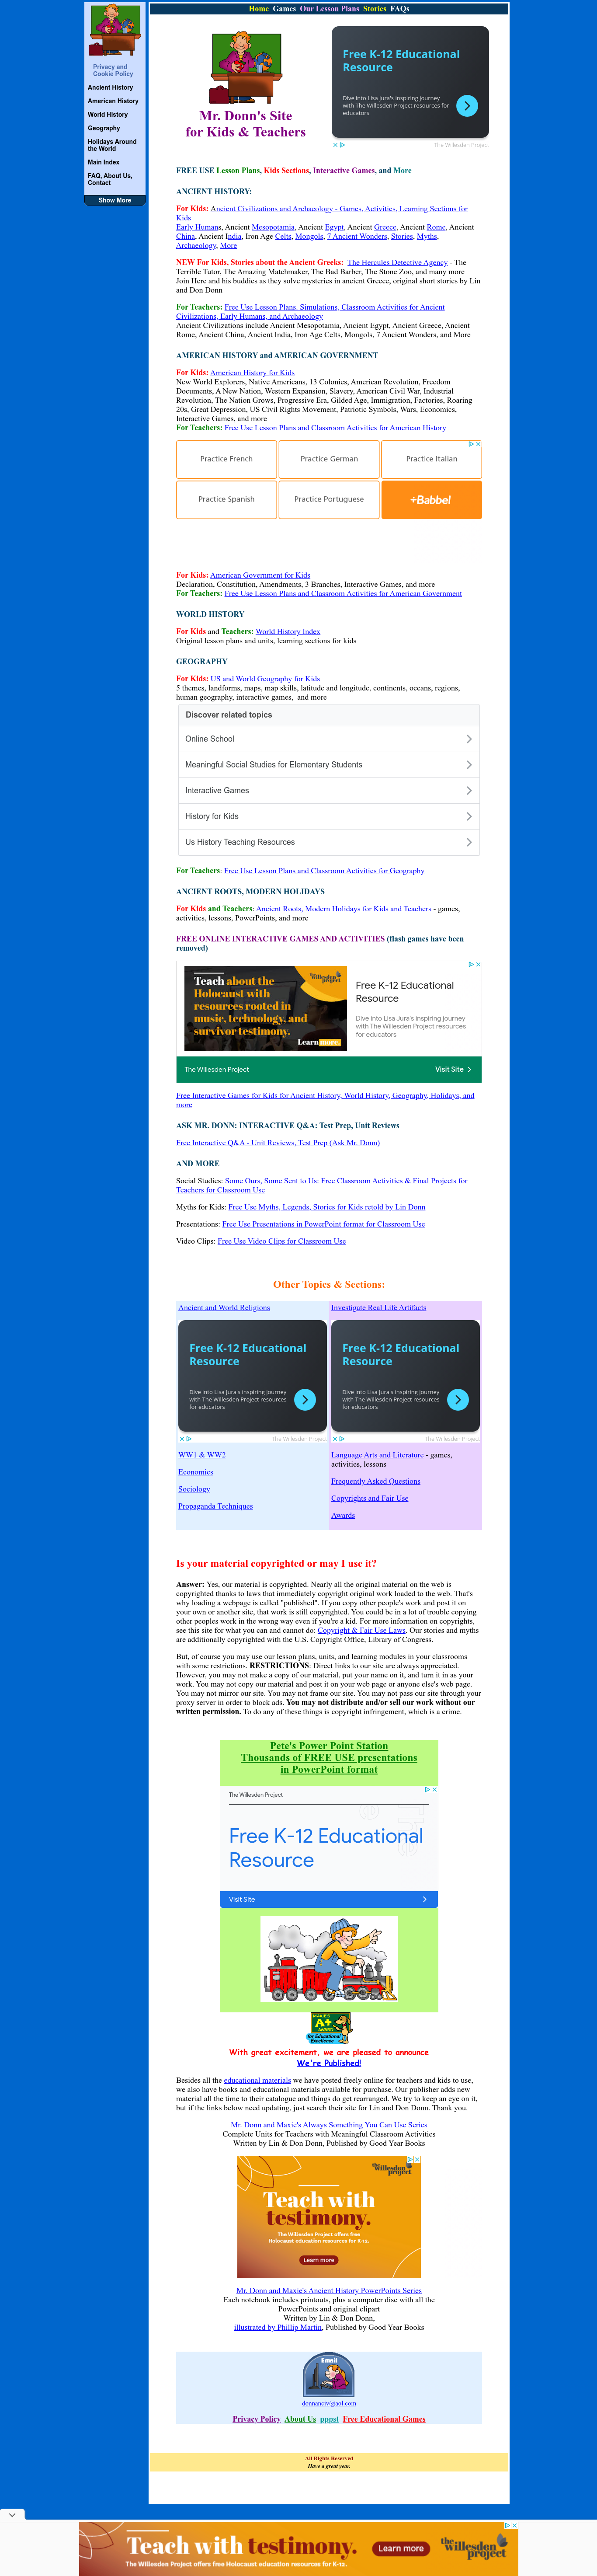 Home Games Our Lesson Plans Stories FAQs
Privacy and
Cookie Policy
Ancient History
American History
World History
Geography
Holidays Around
the World
Main Index
FAQ, About Us,
Contact
Show More
Mr. Donn's Site
for Kids & Teachers
Free K-12 Educational
Resource
Dive into Lisa Jura's inspiring journey
with The Willesden Project resources for
educators
The Willesden Project
FREE USE Lesson Plans, Kids Sections, Interactive Games, and More
ANCIENT HISTORY:
For Kids: Ancient Civilizations and Archaeology - Games, Activities, Learning Sections for
Kids
Early Humans, Ancient Mesopotamia, Ancient Egypt, Ancient Greece, Ancient Rome, Ancient
China, Ancient India, Iron Age Celts, Mongols, 7 Ancient Wonders, Stories, Myths,
Archaeology, More
NEW For Kids, Stories about the Ancient Greeks: The Hercules Detective Agency - The
Terrible Tutor, The Amazing Matchmaker, The Bad Barber, The Stone Zoo, and many more
Join Herc and his buddies as they solve mysteries in ancient Greece, original short stories by Lin
and Don Donn
For Teachers: Free Use Lesson Plans, Simulations, Classroom Activities for Ancient
Civilizations, Early Humans, and Archaeology
Ancient Civilizations include Ancient Mesopotamia, Ancient Egypt, Ancient Greece, Ancient
Rome, Ancient China, Ancient India, Iron Age Celts, Mongols, 7 Ancient Wonders, and More
AMERICAN HISTORY and AMERICAN GOVERNMENT
For Kids: American History for Kids
New World Explorers, Native Americans, 13 Colonies, American Revolution, Freedom
Documents, A New Nation, Western Expansion, Slavery, American Civil War, Industrial
Revolution, The Nation Grows, Progressive Era, Gilded Age, Immigration, Factories, Roaring
20s, Great Depression, US Civil Rights Movement, Patriotic Symbols, Wars, Economics,
Interactive Games, and more
For Teachers: Free Use Lesson Plans and Classroom Activities for American History
Practice French
Practice German
Practice Italian
Practice Spanish
Practice Portuguese
+Babbel
For Kids: American Government for Kids
Declaration, Constitution, Amendments, 3 Branches, Interactive Games, and more
For Teachers: Free Use Lesson Plans and Classroom Activities for American Government
WORLD HISTORY
For Kids and Teachers: World History Index
Original lesson plans and units, learning sections for kids
GEOGRAPHY
For Kids: US and World Geography for Kids
5 themes, landforms, maps, map skills, latitude and longitude, continents, oceans, regions,
human geography, interactive games, and more
Discover related topics
Online School
Meaningful Social Studies for Elementary Students
Interactive Games
History for Kids
Us History Teaching Resources
For Teachers: Free Use Lesson Plans and Classroom Activities for Geography
ANCIENT ROOTS, MODERN HOLIDAYS
For Kids and Teachers: Ancient Roots, Modern Holidays for Kids and Teachers - games,
activities, lessons, PowerPoints, and more
FREE ONLINE INTERACTIVE GAMES AND ACTIVITIES (flash games have been
removed)
Teach about the
Holocaust with
resources rooted in
music, technology, and
survivor testimony.
Learn more.
the willesden project
Free K-12 Educational
Resource
Dive into Lisa Jura's inspiring journey
with The Willesden Project resources
for educators
The Willesden Project
Visit Site
Free Interactive Games for Kids for Ancient History, World History, Geography, Holidays, and
more
ASK MR. DONN: INTERACTIVE Q&A: Test Prep, Unit Reviews
Free Interactive Q&A - Unit Reviews, Test Prep (Ask Mr. Donn)
AND MORE
Social Studies: Some Ours, Some Sent to Us: Free Classroom Activities & Final Projects for
Teachers for Classroom Use
Myths for Kids: Free Use Myths, Legends, Stories for Kids retold by Lin Donn
Presentations: Free Use Presentations in PowerPoint format for Classroom Use
Video Clips: Free Use Video Clips for Classroom Use
Other Topics & Sections:
Ancient and World Religions
Free K-12 Educational
Resource
Dive into Lisa Jura's inspiring journey
with The Willesden Project resources
for educators
The Willesden Project
WW1 & WW2
Economics
Sociology
Propaganda Techniques
Investigate Real Life Artifacts
Free K-12 Educational
Resource
Dive into Lisa Jura's inspiring journey
with The Willesden Project resources
for educators
The Willesden Project
Language Arts and Literature - games,
activities, lessons
Frequently Asked Questions
Copyrights and Fair Use
Awards
Is your material copyrighted or may I use it?
Answer: Yes, our material is copyrighted. Nearly all the original material on the web is
copyrighted thanks to laws that immediately copyright original work loaded to the web. That's
why loading a webpage is called "published". If you copy other people's work and post it on
your own or another site, that work is still copyrighted. You could be in a lot of trouble copying
other peoples work in the wrong way even if you're a kid. For more information on copyrights,
see this site for what you can and cannot do: Copyright & Fair Use Laws. Our stories and myths
are additionally copyrighted with the U.S. Copyright Office, Library of Congress.
But, of course you may use our lesson plans, units, and learning modules in your classrooms
with some restrictions. RESTRICTIONS: Direct links to our site are always appreciated.
However, you may not make a copy of our material, put your name on it, and turn it in as your
work. You may not copy our material and post it on your web page or anyone else's web page.
You may not mirror our site. You may not frame our site. You may not pass our site through your
proxy server in order to block ads. You may not distribute and/or sell our work without our
written permission. To do any of these things is copyright infringement, which is a crime.
Pete's Power Point Station
Thousands of FREE USE presentations
in PowerPoint format
The Willesden Project
Free K-12 Educational
Resource
Visit Site
A+
AWARD
for Educational
Excellence
With great excitement, we are pleased to announce
We're Published!
Besides all the educational materials we have posted freely online for teachers and kids to use,
we also have books and educational materials available for purchase. Our publisher adds new
material all the time to their catalogue and things do get rearranged. We try to keep an eye on it,
but if the links below need updating, just search their site for Lin and Don Donn. Thank you.
Mr. Donn and Maxie's Always Something You Can Use Series
Complete Units for Teachers with Meaningful Classroom Activities
Written by Lin & Don Donn, Published by Good Year Books
the willesden project
Teach with
testimony.
The Willesden Project offers free
Holocaust education resources for K-12.
Learn more
Mr. Donn and Maxie's Ancient History PowerPoints Series
Each notebook includes printouts, plus a computer disc with all the
PowerPoints and original clipart
Written by Lin & Don Donn,
illustrated by Phillip Martin, Published by Good Year Books
Email
donnanciv@aol.com
Privacy Policy About Us pppst Free Educational Games
All Rights Reserved
Have a great year.
Teach with testimony.
The Willesden Project offers free Holocaust education resources for K-12.
Learn more
the willesden project